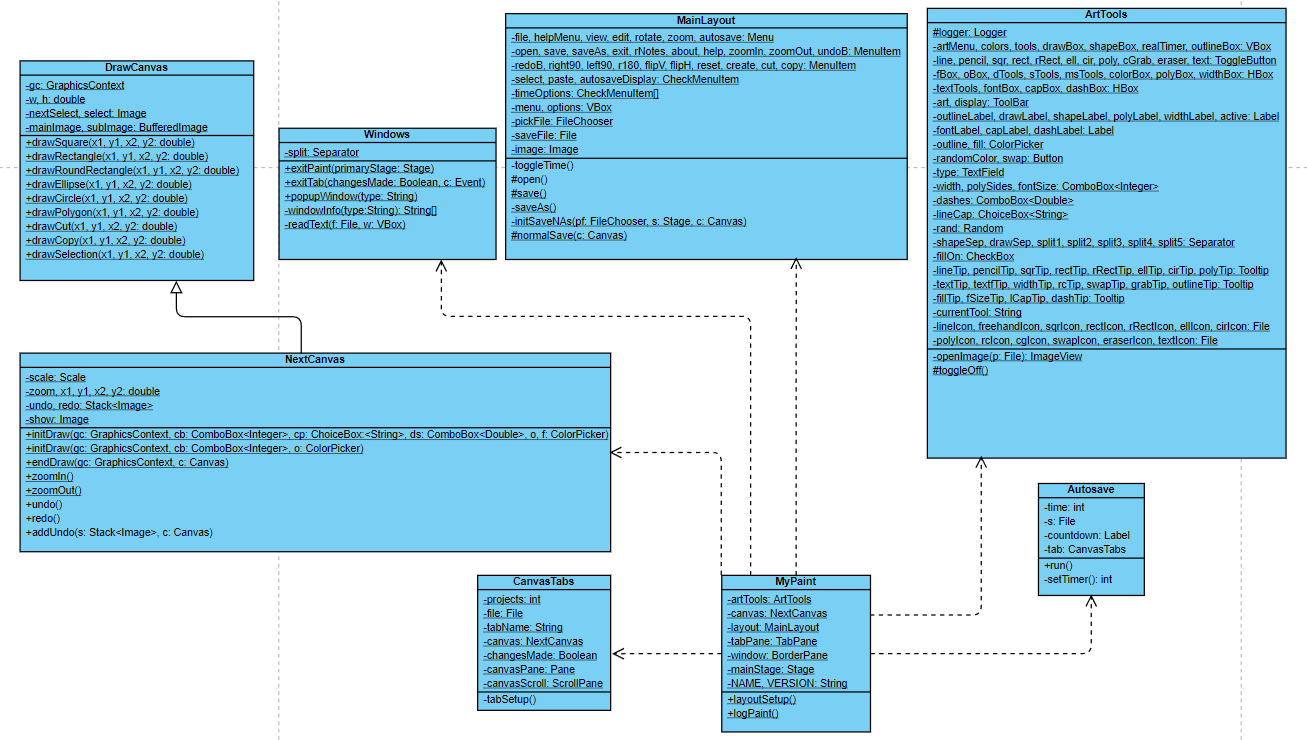 DrawCanvas
-gc: GraphicsContext
-w, h: double
-nextSelect, select: Image
-mainImage, subImage: BufferedImage
+drawSquare(x1, y1, x2, y2: double)
+drawRectangle(x1, y1, x2, y2: double)
+drawRoundRectangle(x1, y1, x2, y2: double)
+drawEllipse(x1, y1, x2, y2: double)
+drawCircle(x1, y1, x2, y2: double)
+drawPolygon(x1, y1, x2, y2: double)
+drawCut(x1, y1, x2, y2: double)
+drawCopy(x1, y1, x2, y2: double)
+drawSelection(x1, y1, x2, y2: double)
Windows
-split: Separator
+exitPaint(primaryStage: Stage)
+exitTab(changesMade: Boolean, c: Event)
+popupWindow(type: String)
-windowInfo(type:String): String[]
-readText(f: File, w: VBox)
MainLayout
-file, helpMenu, view, edit, rotate, zoom, autosave: Menu
-open, save, saveAs, exit, rNotes, about, help, zoomIn, zoomOut, undoB: MenuItem
-redoB, right90, left90, r180, flipV, flipH, reset, create, cut, copy: MenuItem
-select, paste, autosaveDisplay: CheckMenuItem
-timeOptions: CheckMenuItem[]
-menu, options: VBox
-pickFile: FileChooser
-saveFile: File
-image: Image
-toggleTime()
#open()
#save()
-saveAs()
-initSaveNAs(pf: FileChooser, s: Stage, c: Canvas)
#normalSave(c: Canvas)
ArtTools
#logger: Logger
-artMenu, colors, tools, drawBox, shapeBox, realTimer, outlineBox: VBox
-line, pencil, sqr, rect, rRect, ell, cir, poly, cGrab, eraser, text: ToggleButton
-fBox, oBox, dTools, sTools, msTools, colorBox, polyBox, widthBox: HBox
-textTools, fontBox, capBox, dashBox: HBox
-art, display: ToolBar
-outlineLabel, drawLabel, shapeLabel, polyLabel, widthLabel, active: Label
-fontLabel, capLabel, dashLabel: Label
-outline, fill: ColorPicker
-randomColor, swap: Button
-type: TextField
-width, polySides, fontSize: ComboBox<Integer>
-dashes: ComboBox<Double>
-lineCap: ChoiceBox<String>
-rand: Random
-shapeSep, drawSep, split1, split2, split3, split4, split5: Separator
-fillOn: CheckBox
-lineTip, pencilTip, sqrTip, rectTip, rRectTip, ellTip, cirTip, polyTip: Tooltip
-textTip, textfTip, widthTip, rcTip, swapTip, grabTip, outlineTip: Tooltip
-fillTip, fSizeTip, lCapTip, dashTip: Tooltip
-currentTool: String
-lineIcon, freehandIcon, sqrIcon, rectIcon, rRectIcon, ellIcon, cirIcon: File
-polyIcon, rcIcon, cgIcon, swapIcon, eraserIcon, textIcon: File
-openImage(p: File): ImageView
#toggleOff()
NextCanvas
-scale: Scale
-zoom, x1, y1, x2, y2: double
-undo, redo: Stack<Image>
-show: Image
+initDraw(gc: GraphicsContext, cb: ComboBox<Integer>, cp: ChoiceBox:<String>, ds: ComboBox<Double>, o, f: ColorPicker)
+initDraw(gc: GraphicsContext, cb: ComboBox<Integer>, o: ColorPicker)
+endDraw(gc: GraphicsContext, c: Canvas)
+zoomIn()
+zoomOut()
+undo()
+redo()
+addUndo(s: Stack<Image>, c: Canvas)
Autosave
-time: int
-s: File
-countdown: Label
-tab: CanvasTabs
+run()
-setTimer(): int
CanvasTabs
-projects: int
-file: File
-tabName: String
-canvas: NextCanvas
-changesMade: Boolean
-canvasPane: Pane
-canvasScroll: ScrollPane
-tabSetup()
MyPaint
-artTools: ArtTools
-canvas: NextCanvas
-layout: MainLayout
-tabPane: TabPane
-window: BorderPane
-mainStage: Stage
-NAME, VERSION: String
+layoutSetup()
+logPaint()